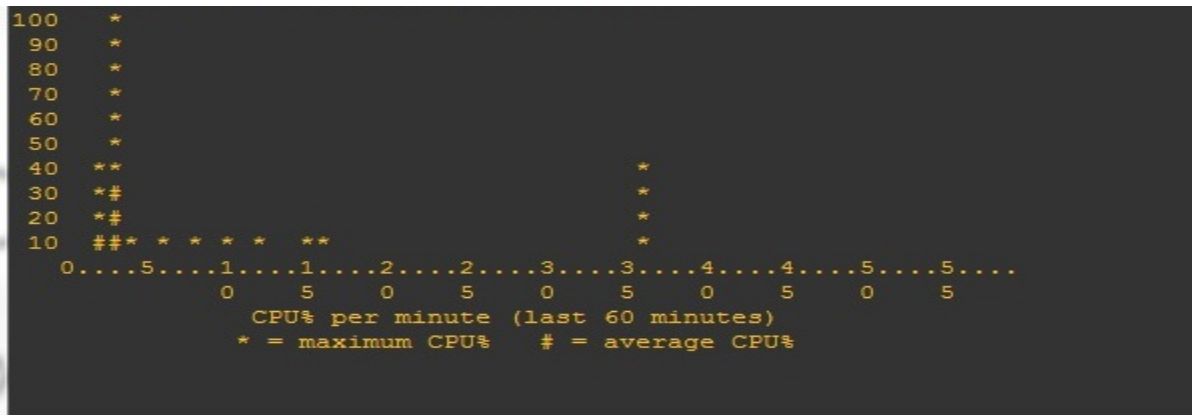 100   *
 90   *
 80   *
 70   *
 60   *
 50   *
 40  **                                *
 30  *#                                *
 20  *#                                *
 10  ##* * * * *  **                   *
   0....5....1....1....2....2....3....3....4....4....5....5....
             0    5    0    5    0    5    0    5    0    5
               CPU% per minute (last 60 minutes)
              * = maximum CPU%   # = average CPU%